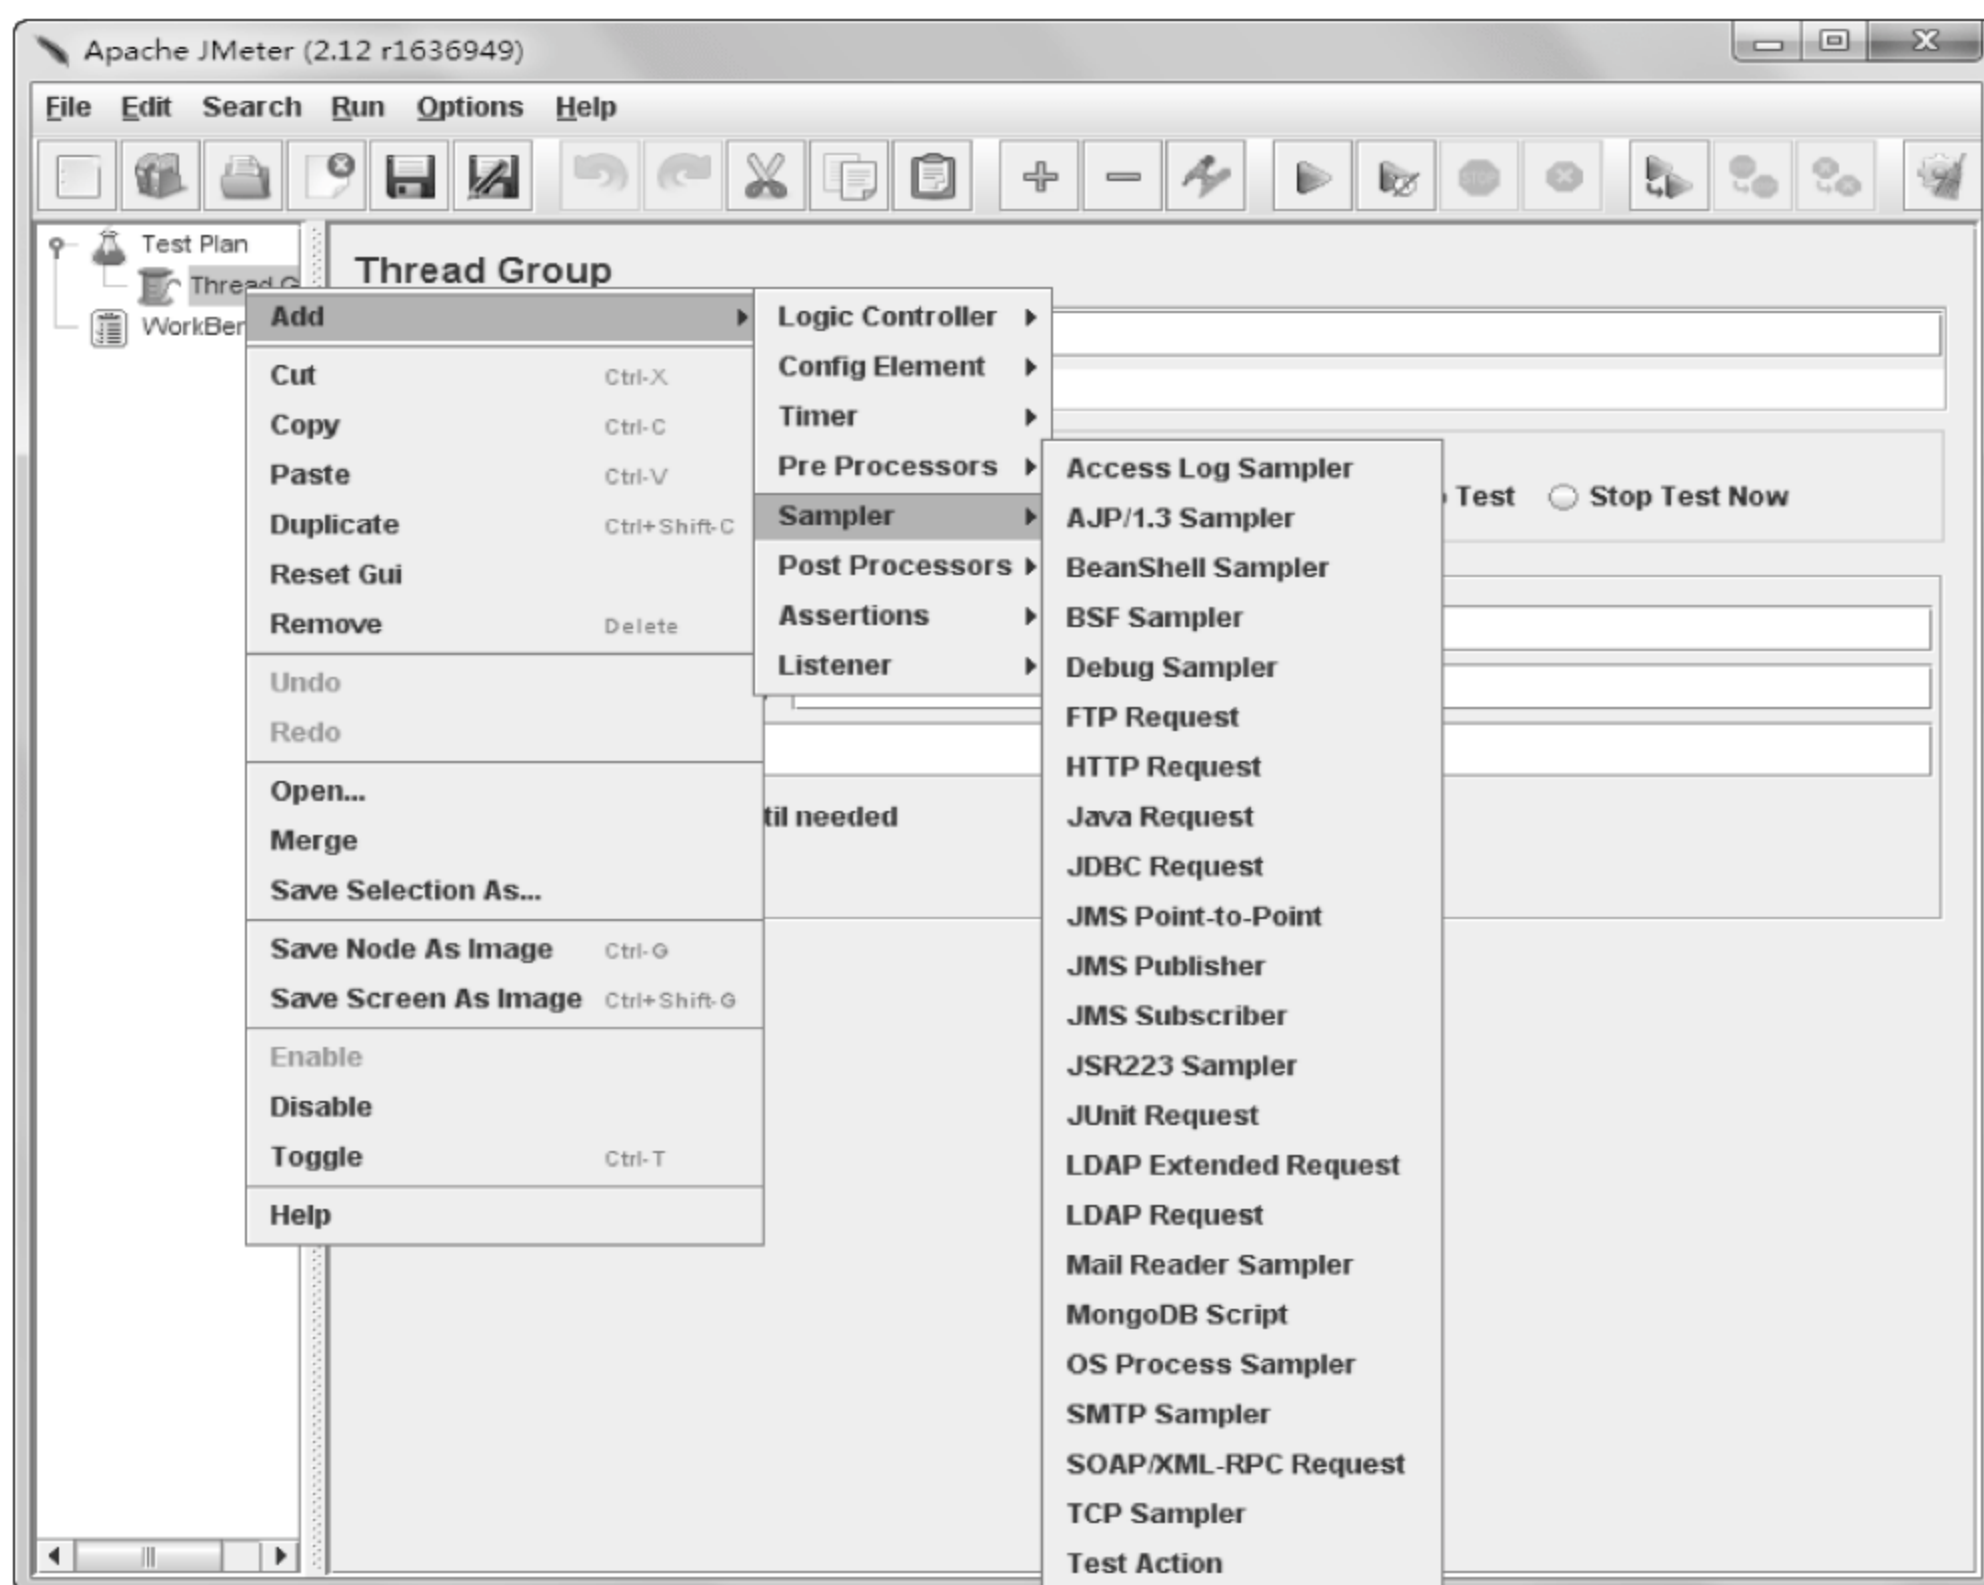 Apache JMeter (2.12 r1636949)
File Edit Search Run Options Help
Test Plan
Thread G
WorkBen
Thread Group
Add
Cut Ctrl-X
Copy Ctrl-C
Paste Ctrl-V
Duplicate Ctrl+Shift-C
Reset Gui
Remove Delete
Undo
Redo
Open...
Merge
Save Selection As...
Save Node As Image Ctrl-G
Save Screen As Image Ctrl+Shift-G
Enable
Disable
Toggle Ctrl-T
Help
Logic Controller
Config Element
Timer
Pre Processors
Sampler
Post Processors
Assertions
Listener
Access Log Sampler
AJP/1.3 Sampler
BeanShell Sampler
BSF Sampler
Debug Sampler
FTP Request
HTTP Request
Java Request
JDBC Request
JMS Point-to-Point
JMS Publisher
JMS Subscriber
JSR223 Sampler
JUnit Request
LDAP Extended Request
LDAP Request
Mail Reader Sampler
MongoDB Script
OS Process Sampler
SMTP Sampler
SOAP/XML-RPC Request
TCP Sampler
Test Action
Test Stop Test Now
til needed